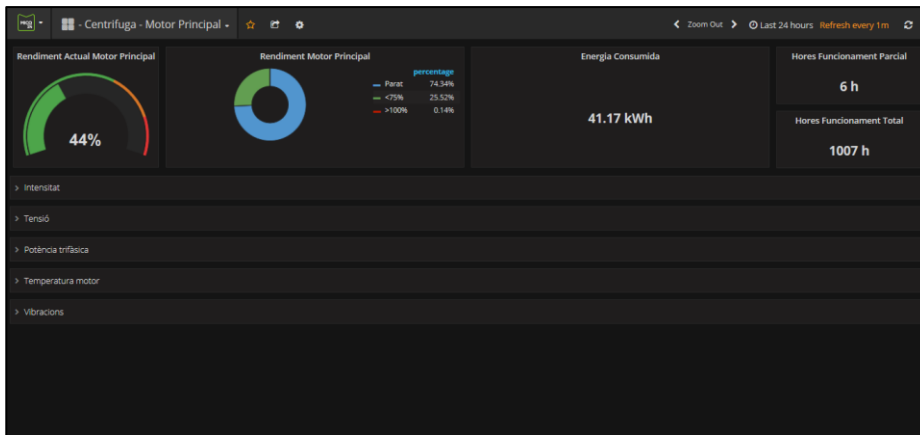 - Centrifuga - Motor Principal
Zoom Out
Last 24 hours Refresh every 1m
Rendiment Actual Motor Principal
44%
Rendiment Motor Principal
percentage
Parat 74.34%
<75% 25.52%
>100% 0.14%
Energia Consumida
41.17 kWh
Hores Funcionament Parcial
6 h
Hores Funcionament Total
1007 h
Intensitat
Tensió
Potència trifàsica
Temperatura motor
Vibracions